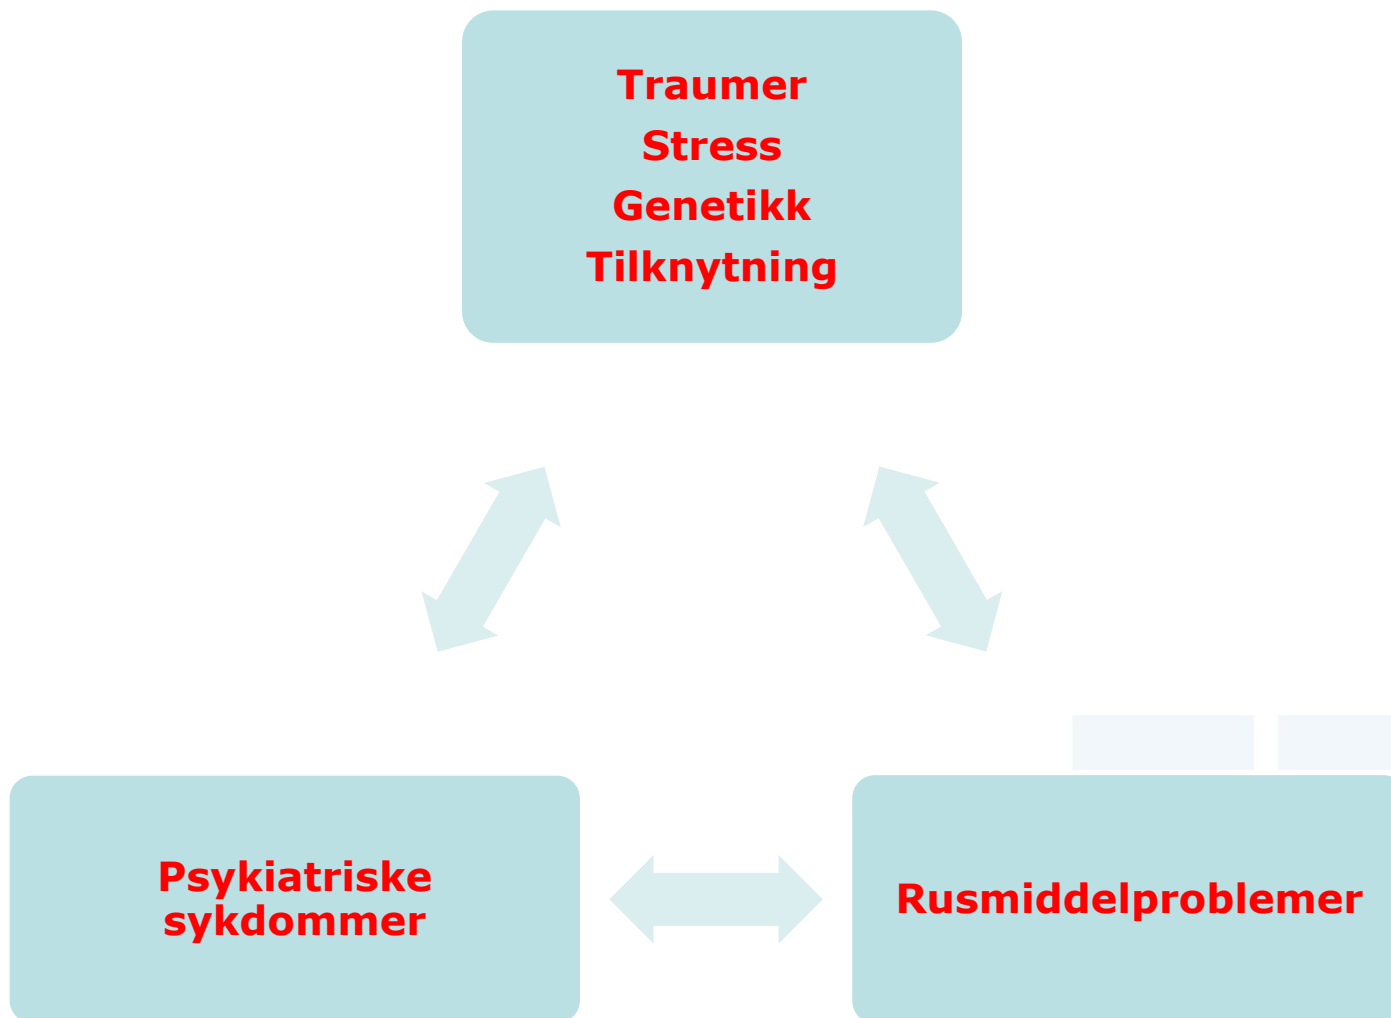 Traumer
Stress
Genetikk
Tilknytning
Psykiatriske
sykdommer
Rusmiddelproblemer